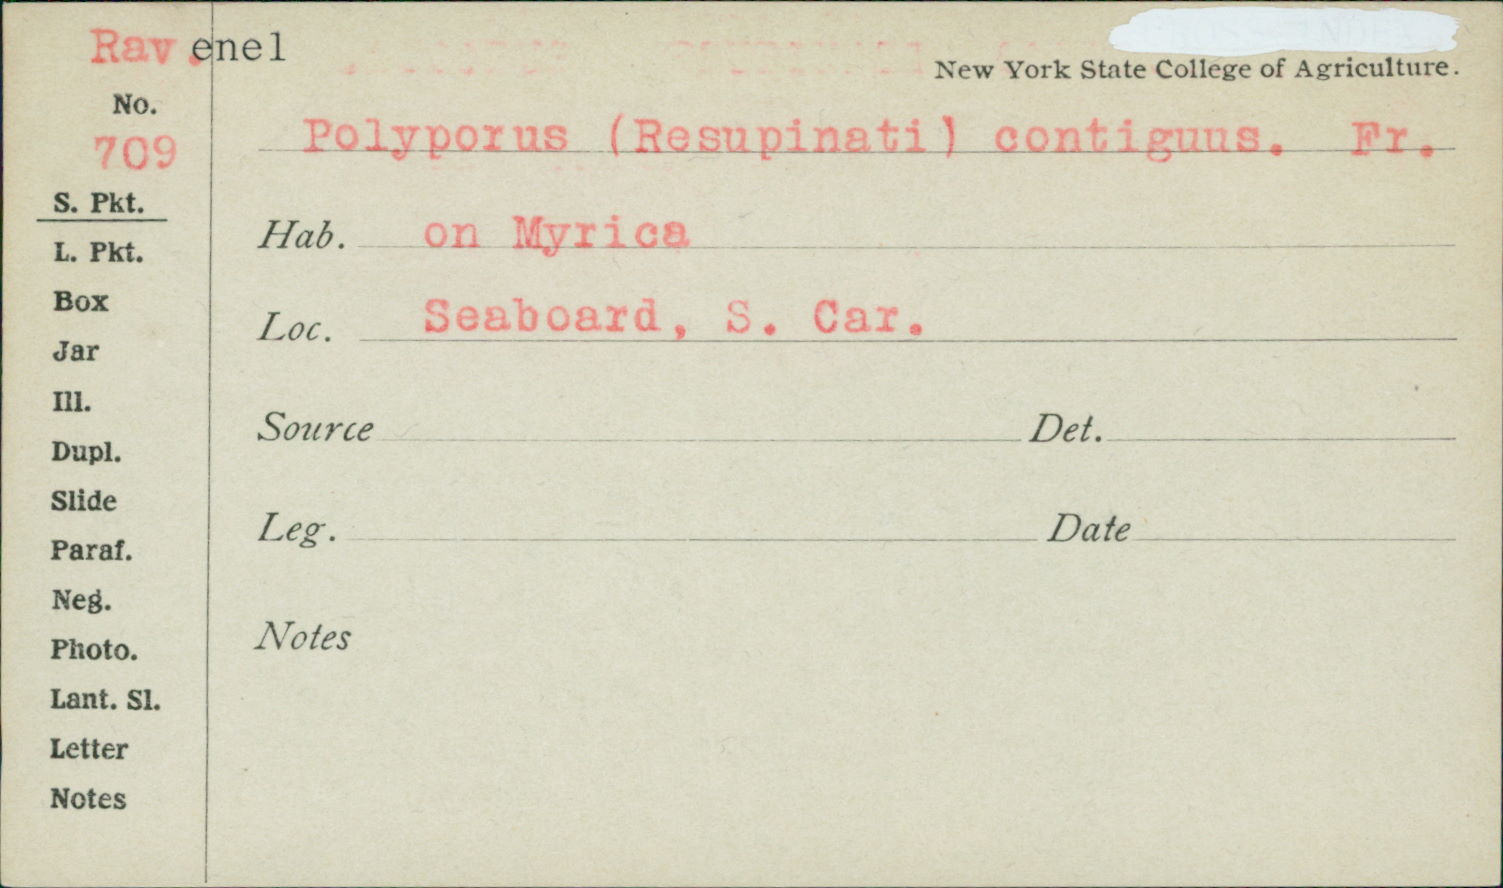 Rav.enel
New York State College of Agriculture.
No.
709
Polyporus (Resupinati) contiguus. Fr.
S. Pkt.
L. Pkt.
Box
Jar
Ill.
Dupl.
Slide
Paraf.
Neg.
Photo.
Lant. Sl.
Letter
Notes
Hab. on Myrica
Loc. Seaboard, S. Car.
Source Det.
Leg. Date
Notes